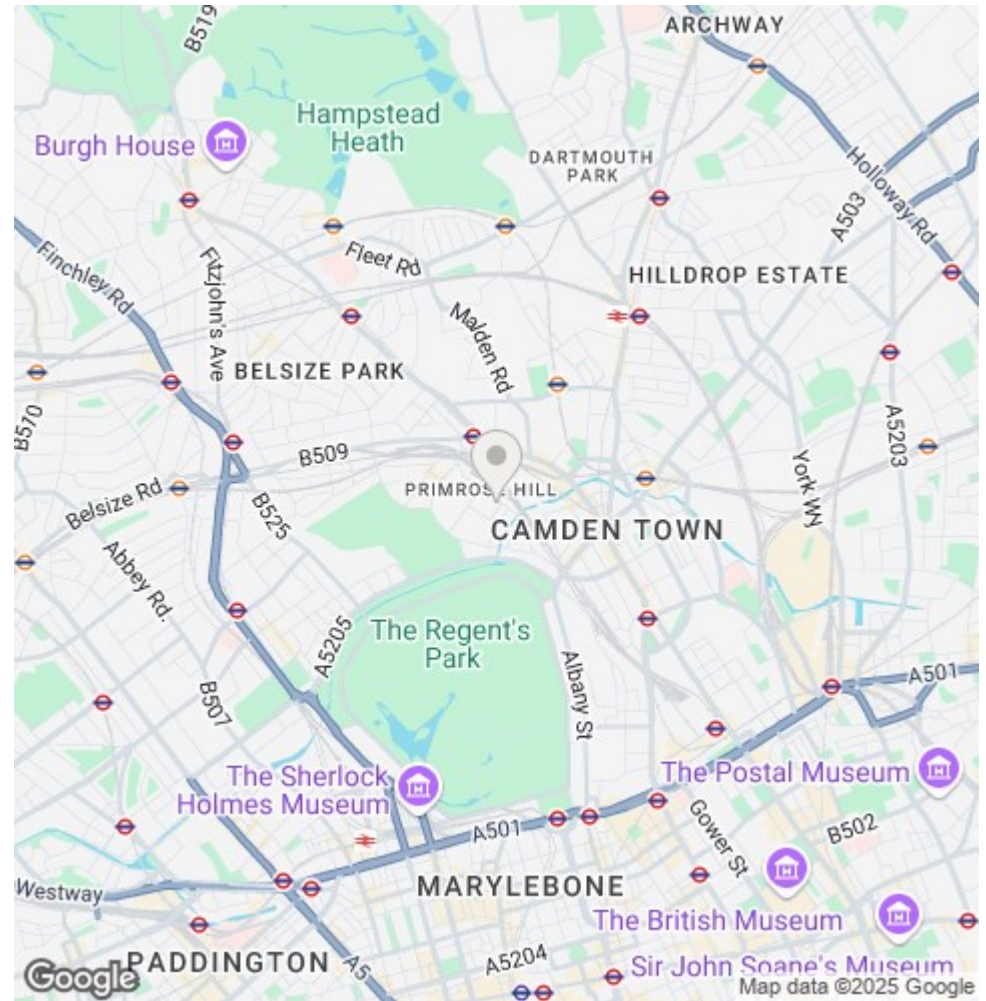 ARCHWAY
B519
Hampstead
Heath
Burgh House
DARTMOUTH
PARK
Holloway Rd
A503
Fleet Rd
Finchley Rd
Fitzjohn's Ave
HILLDROP ESTATE
Malden Rd
BELSIZE PARK
B570
A5203
B509
York Wy
PRIMROSE HILL
Belsize Rd
B525
CAMDEN TOWN
Abbey Rd.
The Regent's
Park
A5205
Albany St
A501
B507
The Sherlock
Holmes Museum
The Postal Museum
A501
Gower St
B502
Westway
MARYLEBONE
The British Museum
PADDINGTON
A5
A5204
Sir John Soane's Museum
Google
Map data ©2025 Google